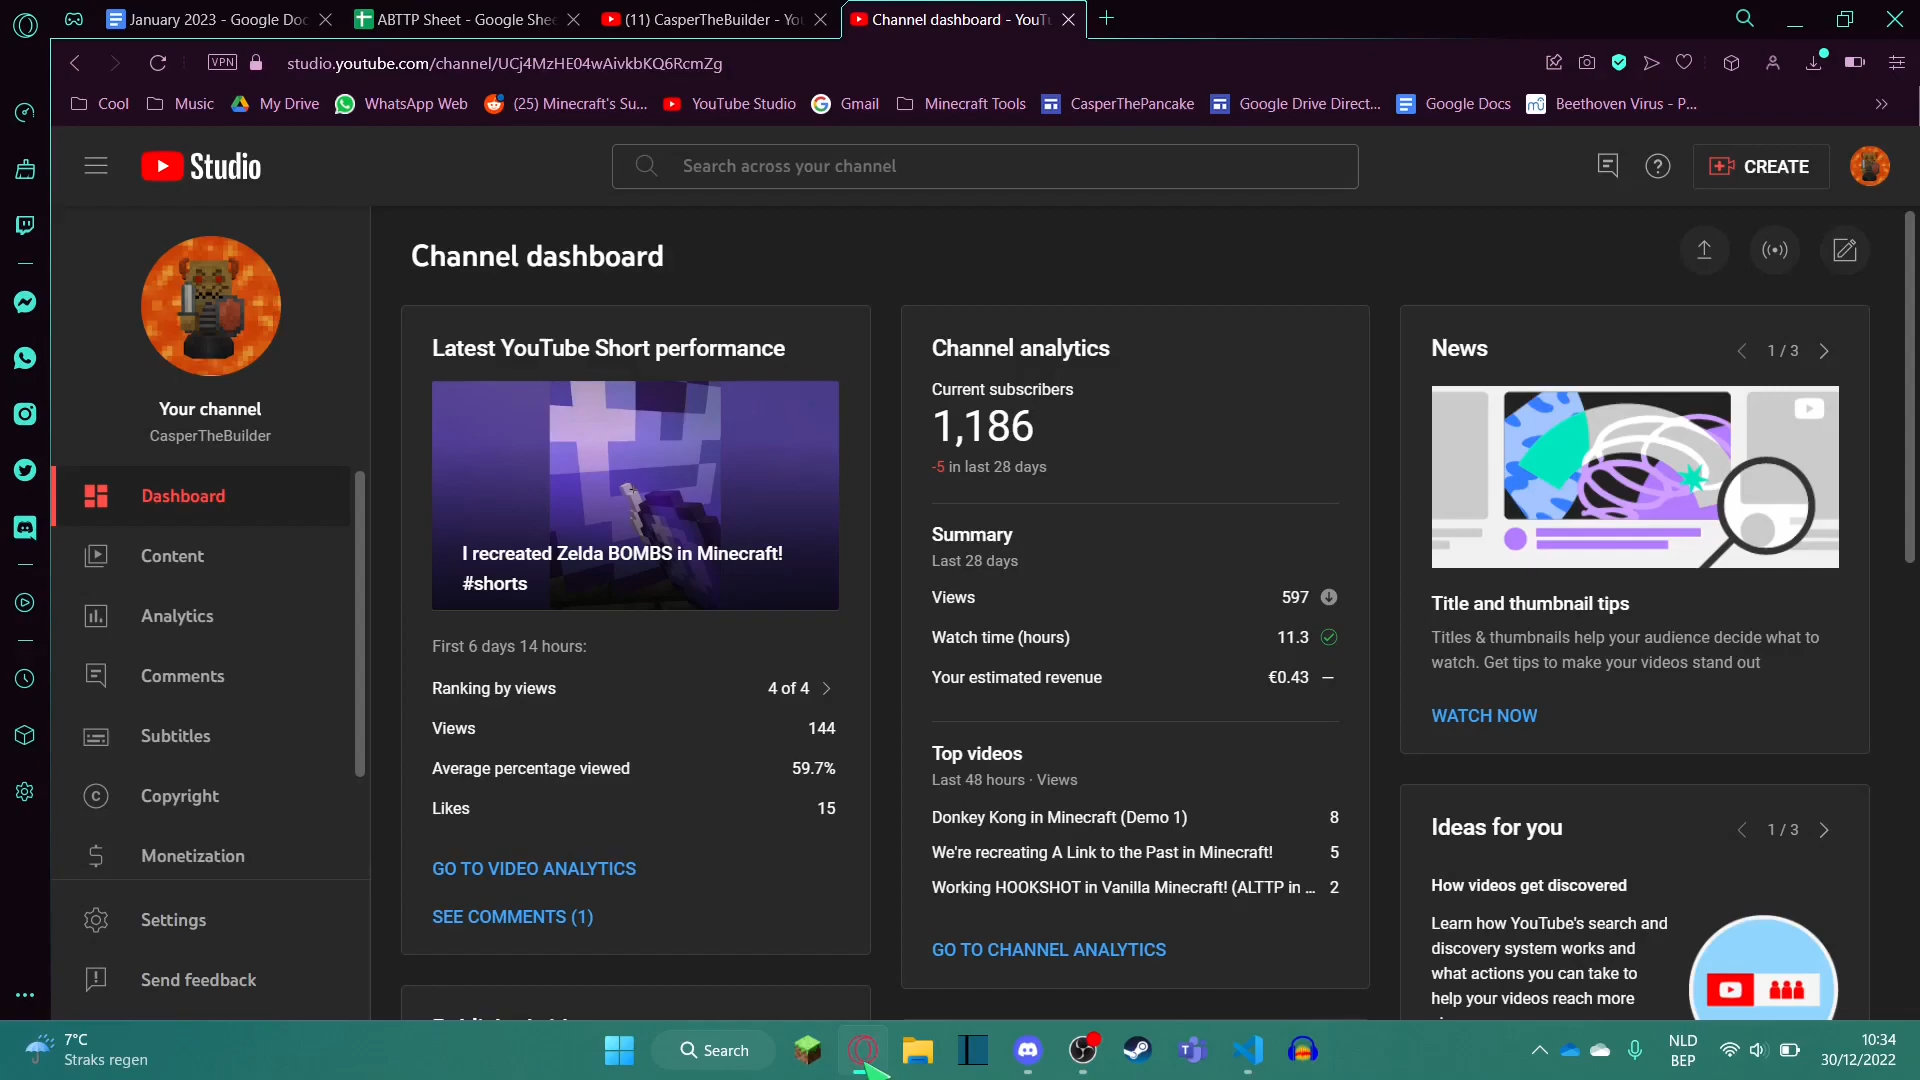 January 2023 - Google Doc
ABTTP Sheet - Google She
(11) CasperTheBuilder - Yo
Channel dashboard - YouT
VPN
studio.youtube.com/channel/UCj4MzHE04wAivkbKQ6RcmZg
Cool
Music
My Drive
WhatsApp Web
(25) Minecraft's Su...
YouTube Studio
Gmail
Minecraft Tools
CasperThePancake
Google Drive Direct...
Google Docs
Beethoven Virus - P...
Studio
Search across your channel
CREATE
Your channel
CasperTheBuilder
Dashboard
Content
Analytics
Comments
Subtitles
Copyright
Monetization
Settings
Send feedback
Channel dashboard
Latest YouTube Short performance
I recreated Zelda BOMBS in Minecraft!
#shorts
First 6 days 14 hours:
Ranking by views 4 of 4
Views 144
Average percentage viewed 59.7%
Likes 15
GO TO VIDEO ANALYTICS
SEE COMMENTS (1)
Channel analytics
Current subscribers
1,186
-5 in last 28 days
Summary
Last 28 days
Views 597
Watch time (hours) 11.3
Your estimated revenue €0.43 —
Top videos
Last 48 hours · Views
Donkey Kong in Minecraft (Demo 1) 8
We're recreating A Link to the Past in Minecraft! 5
Working HOOKSHOT in Vanilla Minecraft! (ALTTP in ... 2
GO TO CHANNEL ANALYTICS
News
1 / 3
Title and thumbnail tips
Titles & thumbnails help your audience decide what to
watch. Get tips to make your videos stand out
WATCH NOW
Ideas for you
1 / 3
How videos get discovered
Learn how YouTube's search and
discovery system works and
what actions you can take to
help your videos reach more
7°C
Straks regen
Search
NLD
BEP
10:34
30/12/2022